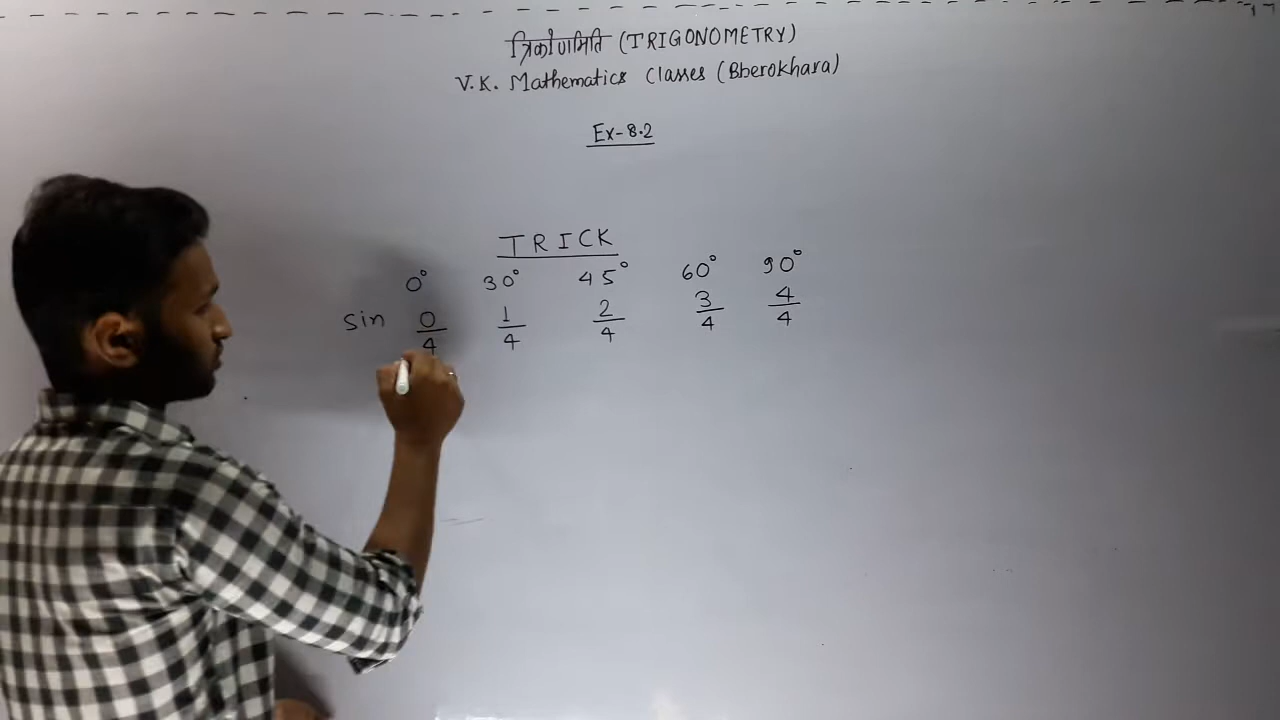 त्रिकोणमिति (TRIGONOMETRY)
V.K. Mathematics Classes (Bherokhara)
Ex-8.2
TRICK
0° 30° 45° 60° 90°
sin 0/4 1/4 2/4 3/4 4/4